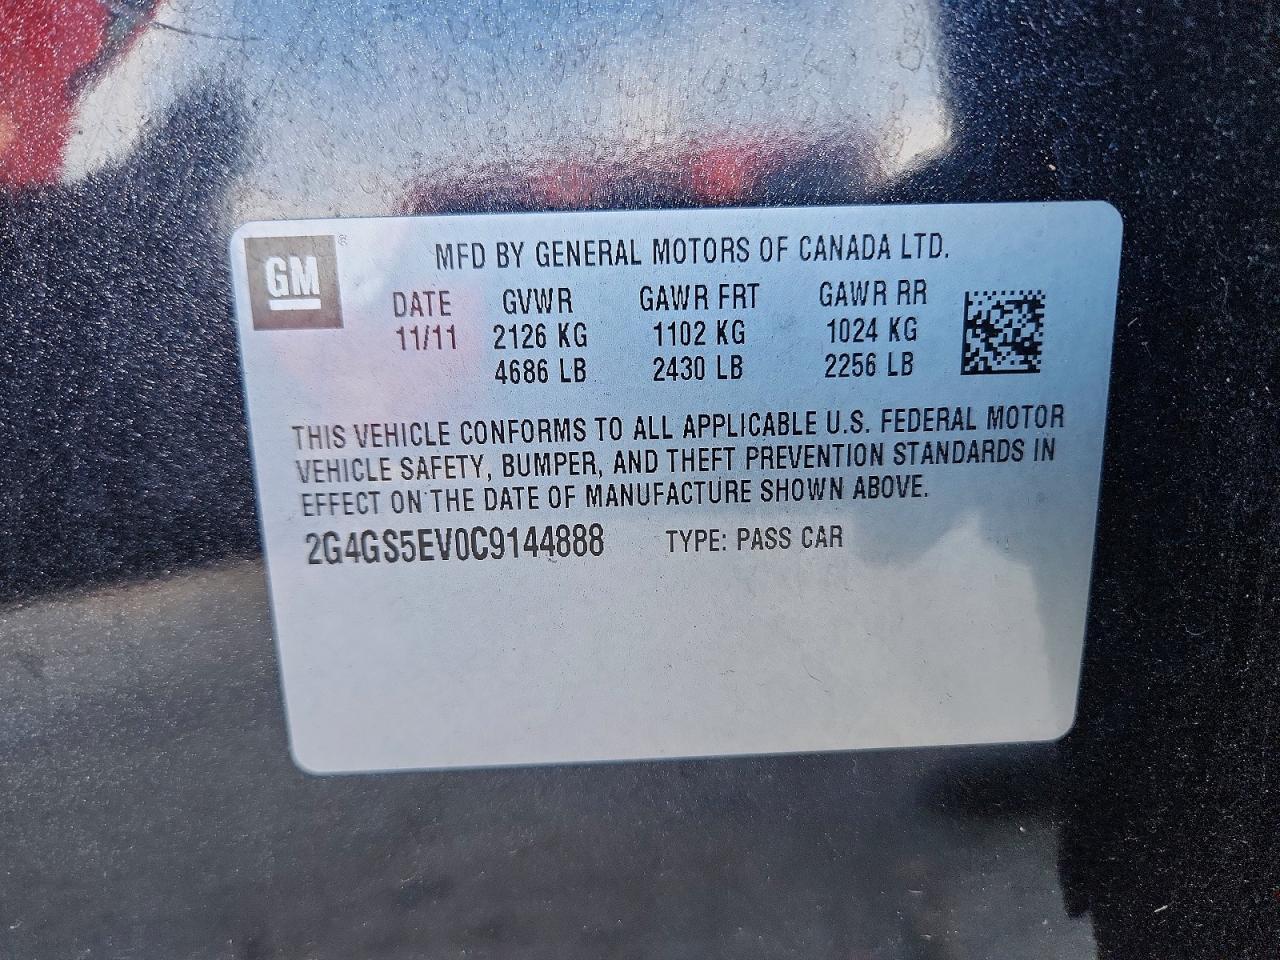 GM ®
MFD BY GENERAL MOTORS OF CANADA LTD.
DATE GVWR GAWR FRT GAWR RR
11/11 2126 KG 1102 KG 1024 KG
4686 LB 2430 LB 2256 LB
THIS VEHICLE CONFORMS TO ALL APPLICABLE U.S. FEDERAL MOTOR
VEHICLE SAFETY, BUMPER, AND THEFT PREVENTION STANDARDS IN
EFFECT ON THE DATE OF MANUFACTURE SHOWN ABOVE.
2G4GS5EV0C9144888 TYPE: PASS CAR